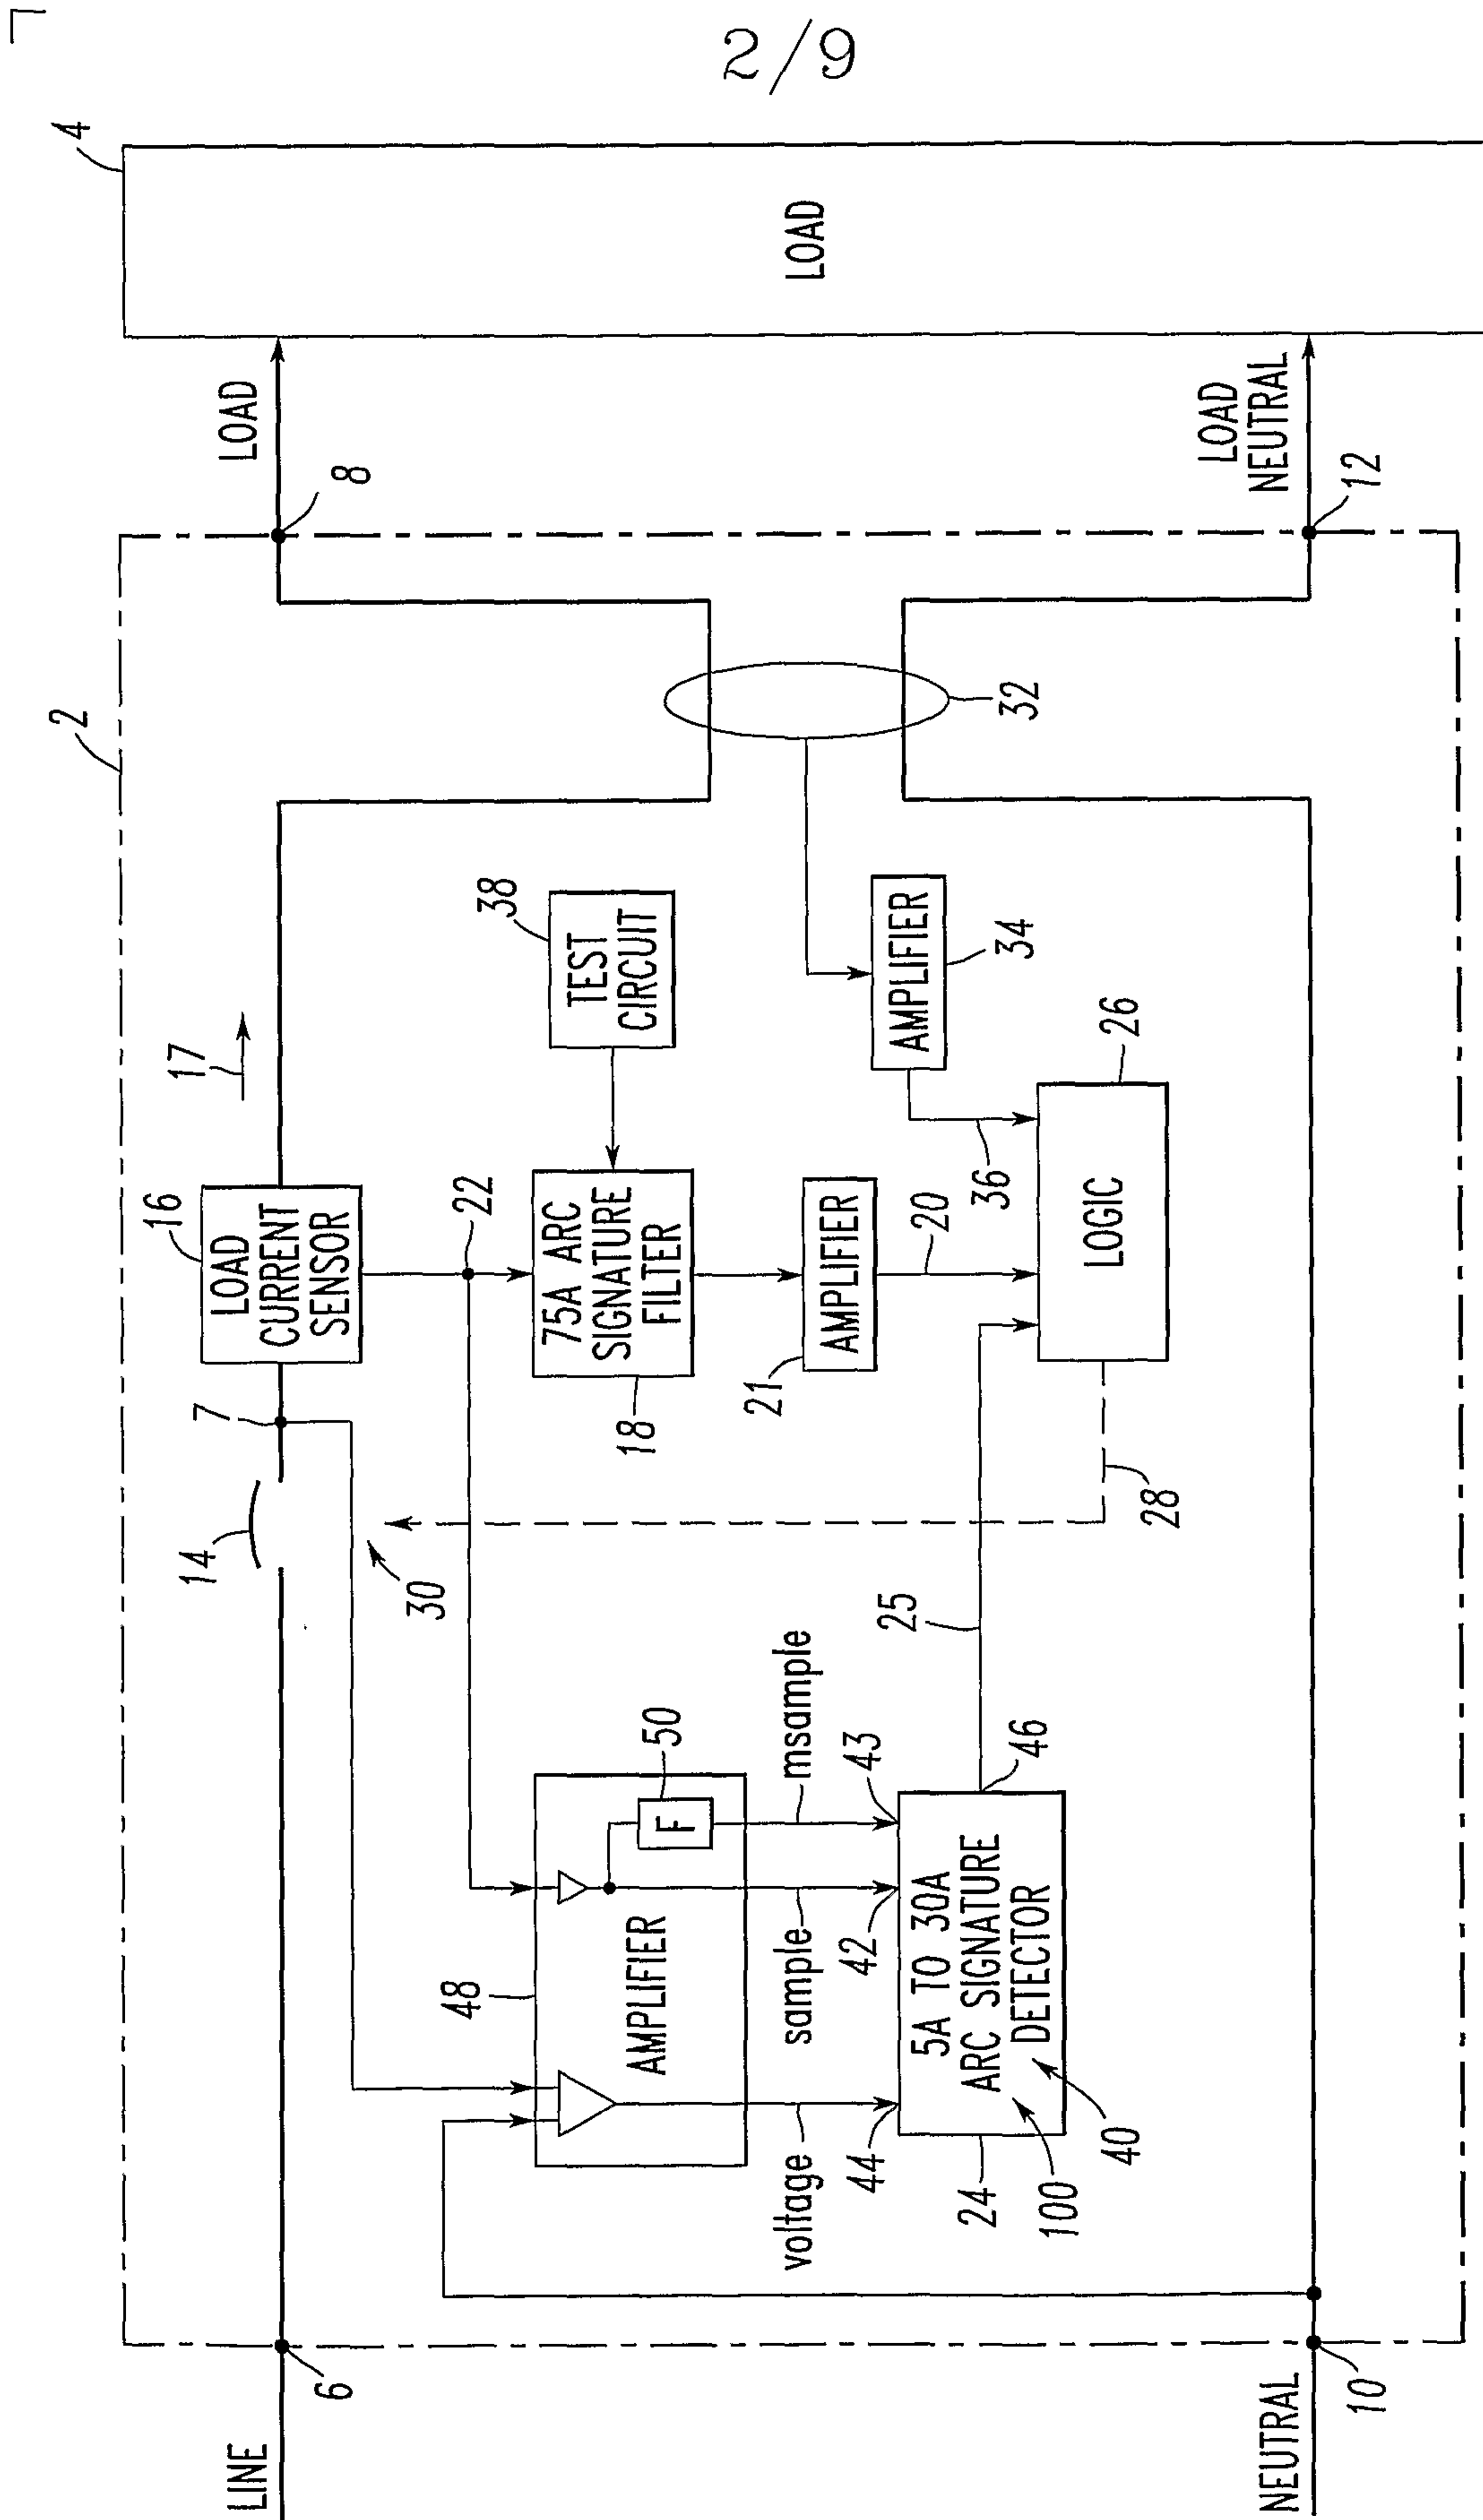 2/9
4
LOAD
LOAD
8
LOAD
NEUTRAL
12
2
32
17
38
TEST
CIRCUIT
AMPLIFIER
34
16
LOAD
CURRENT
SENSOR
22
75A ARC
SIGNATURE
FILTER
18
21
AMPLIFIER
20
36
LOGIC
26
7
14
30
28
25
48
AMPLIFIER
F
50
msample
43
sample
42
voltage
44
5A TO 30A
ARC SIGNATURE
DETECTOR
46
24
100
40
LINE
6
NEUTRAL
10